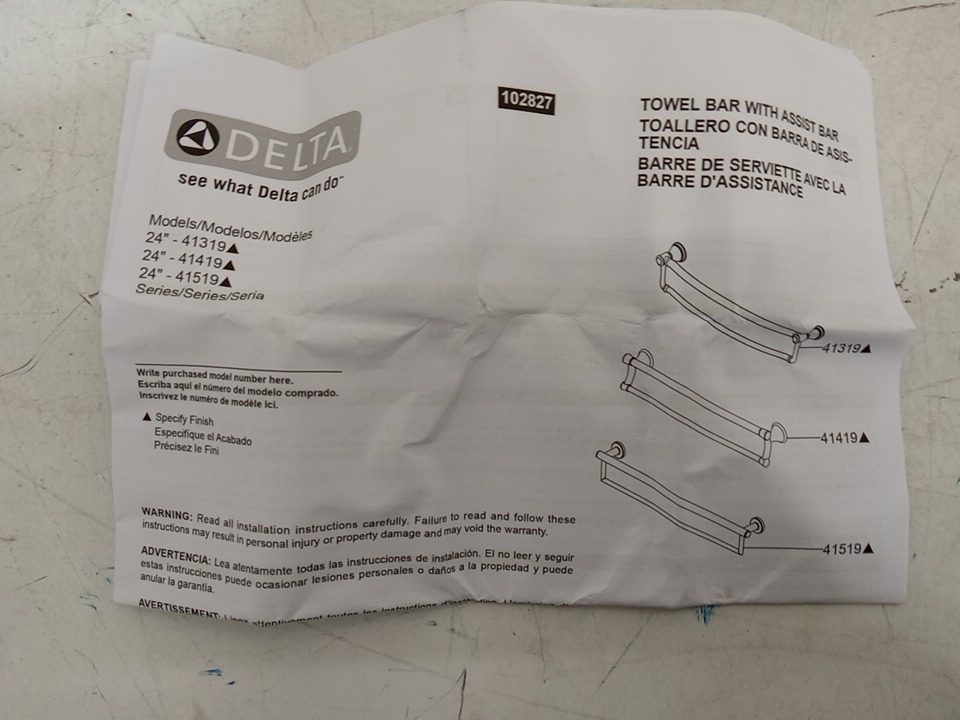 DELTA
see what Delta can do™
102827
TOWEL BAR WITH ASSIST BAR
TOALLERO CON BARRA DE ASIS-
TENCIA
BARRE DE SERVIETTE AVEC LA
BARRE D'ASSISTANCE
Models/Modelos/Modèles
24" - 41319▲
24" - 41419▲
24" - 41519▲
Series/Series/Seria
Write purchased model number here.
Escriba aquí el número del modelo comprado.
Inscrivez le numéro de modèle ici.
▲ Specify Finish
Especifique el Acabado
Précisez le Fini
41319▲
41419▲
41519▲
WARNING: Read all installation instructions carefully. Failure to read and follow these
instructions may result in personal injury or property damage and may void the warranty.
ADVERTENCIA: Lea atentamente todas las instrucciones de instalación. El no leer y seguir
estas instrucciones puede ocasionar lesiones personales o daños a la propiedad y puede
anular la garantía.
AVERTISSEMENT: Lisez attentivement toutes les instructions